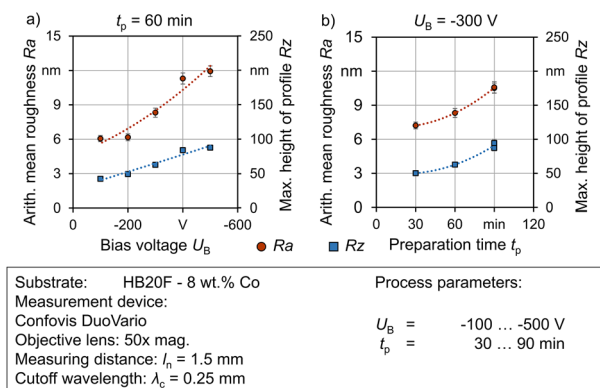 a)
tp = 60 min
Arith. mean roughness Ra
15
nm
9
6
3
0
250
nm
150
100
50
0
Max. height of profile Rz
0
-200
V
-600
Bias voltage UB
b)
UB = -300 V
Arith. mean roughness Ra
15
nm
9
6
3
0
250
nm
150
100
50
0
Max. height of profile Rz
0
30
60
min
120
Preparation time tp
Ra
Rz
Substrate: HB20F - 8 wt.% Co
Measurement device:
Confovis DuoVario
Objective lens: 50x mag.
Measuring distance: ln = 1.5 mm
Cutoff wavelength: λc = 0.25 mm
Process parameters:
UB = -100 ... -500 V
tp = 30 ... 90 min